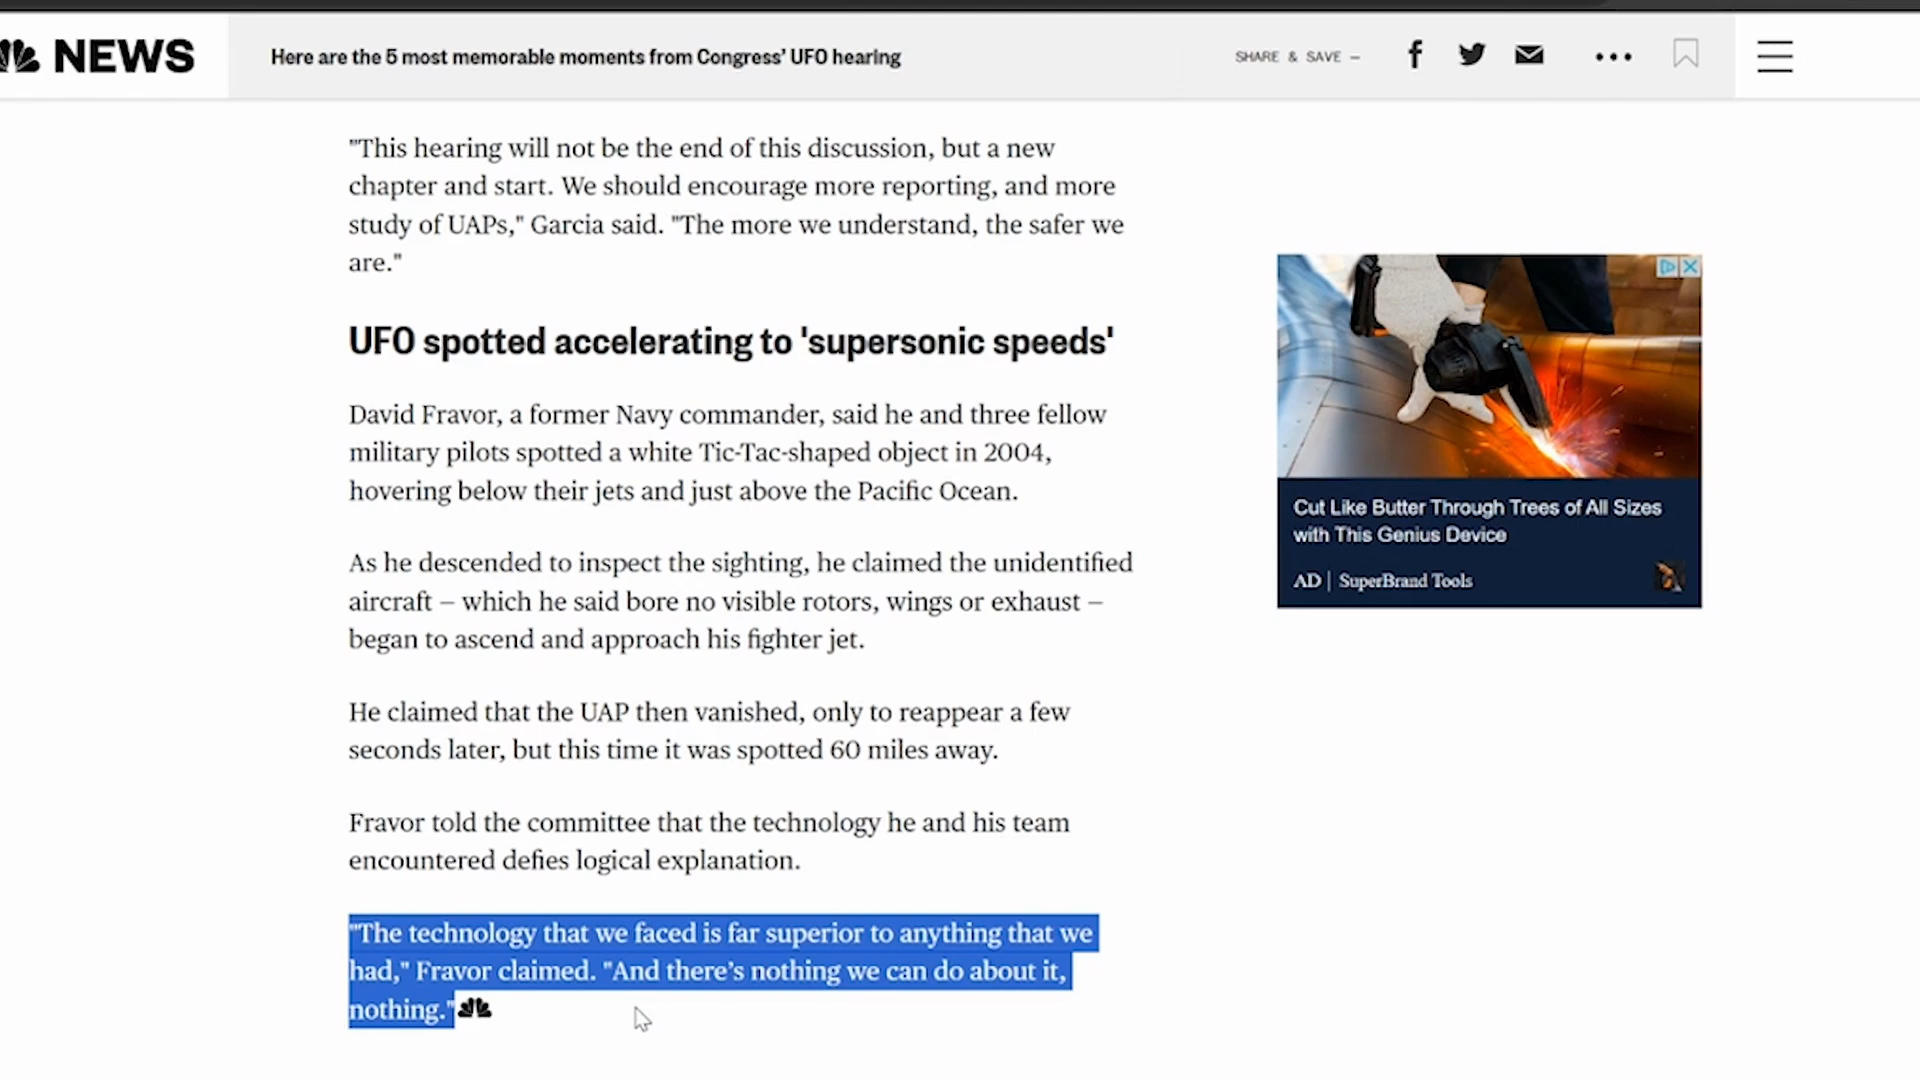 NEWS
Here are the 5 most memorable moments from Congress' UFO hearing
SHARE & SAVE —
"This hearing will not be the end of this discussion, but a new
chapter and start. We should encourage more reporting, and more
study of UAPs," Garcia said. "The more we understand, the safer we
are."
UFO spotted accelerating to 'supersonic speeds'
David Fravor, a former Navy commander, said he and three fellow
military pilots spotted a white Tic-Tac-shaped object in 2004,
hovering below their jets and just above the Pacific Ocean.
As he descended to inspect the sighting, he claimed the unidentified
aircraft — which he said bore no visible rotors, wings or exhaust —
began to ascend and approach his fighter jet.
He claimed that the UAP then vanished, only to reappear a few
seconds later, but this time it was spotted 60 miles away.
Fravor told the committee that the technology he and his team
encountered defies logical explanation.
"The technology that we faced is far superior to anything that we
had," Fravor claimed. "And there's nothing we can do about it,
nothing."
Cut Like Butter Through Trees of All Sizes
with This Genius Device
AD | SuperBrand Tools